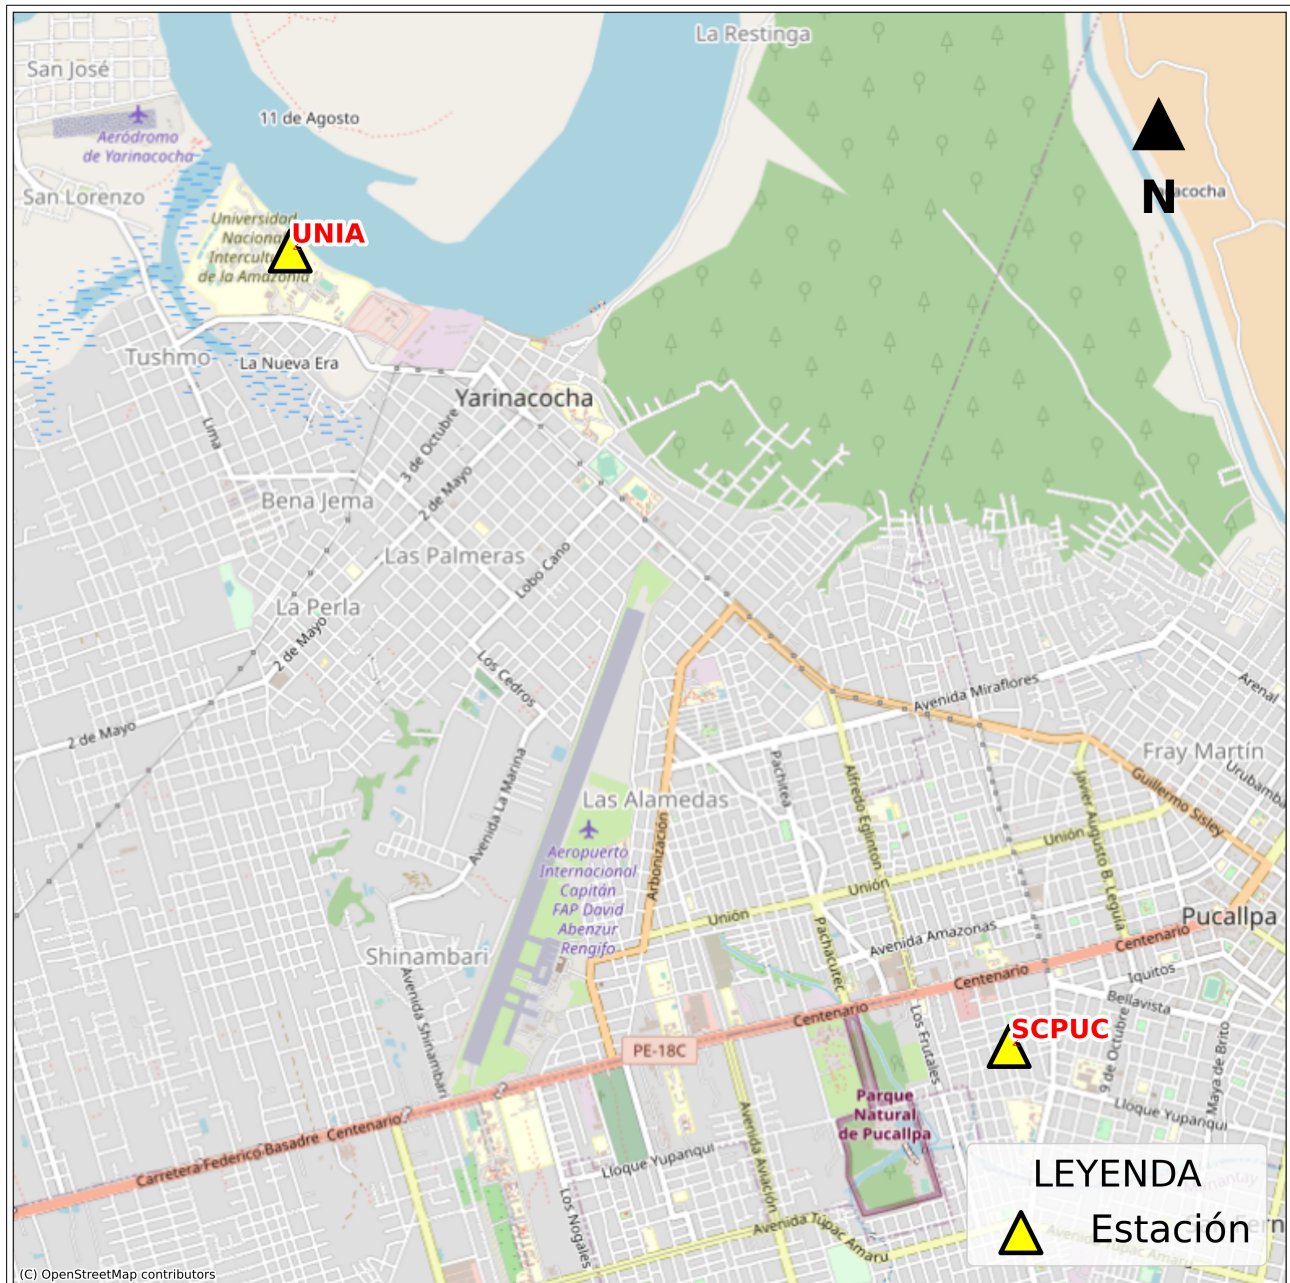 La Restinga
San José
11 de Agosto
Aeródromo
de Yarinacocha
San Lorenzo
N
Universidad
Nacional
de la Amazonía
UNIA
Tushmo
La Nueva Era
Yarinacocha
Lima
3 de Octubre
2 de Mayo
Bena Jema
Las Palmeras
Lobo Cano
La Perla
2 de Mayo
Los Cedros
2 de Mayo
Avenida Miraflores
Arenal
Fray Martín
Urubamba
Guillermo Sisley
Pachitea
Alfredo Eglinton
Javier Augusto B. Leguía
Las Alamedas
Avenida La Marina
Arbonización
Aeropuerto
Internacional
Capitán
FAP David
Abenzur
Rengifo
Unión
Unión
Unión
Pucallpa
Pachacutec
Avenida Amazonas
Centenario
Shinambari
Avenida Shinambari
Centenario
Iquitos
Bellavista
Centenario
Los Frutales
SCPUC
9 de Octubre
Maya de Brito
PE-18C
Parque
Natural
de Pucallpa
Lloque Yupanqui
Carretera Federico Basadre
Centenario
Lloque Yupanqui
Avenida Aviación
Los Nogales
Avenida Túpac Amaru
LEYENDA
Estación
(C) OpenStreetMap contributors